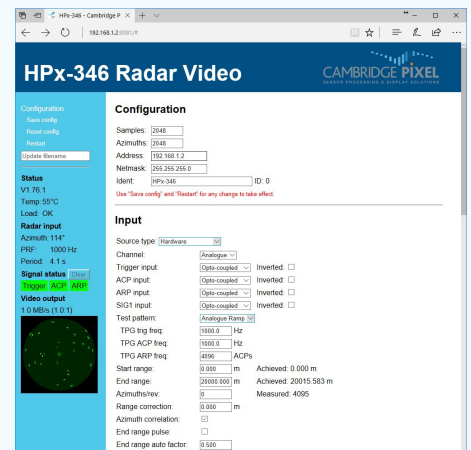 HPx-346 - Cambridge P
192.168.1.2:8081/#
HPx-346 Radar Video
CAMBRIDGE PIXEL
SENSOR PROCESSING & DISPLAY SOLUTIONS
Configuration
Save config
Reset config
Restart
Update filename
Status
V1.76.1
Temp: 55°C
Load: OK
Radar input
Azimuth: 114°
PRF: 1000 Hz
Period: 4.1 s
Signal status Clear
Trigger ACP ARP
Video output
1.0 MB/s (1.0:1)
Configuration
Samples: 2048
Azimuths: 2048
Address: 192.168.1.2
Netmask: 255.255.255.0
Ident: HPx-346 ID: 0
Use "Save config" and "Restart" for any change to take effect.
Input
Source type: Hardware
Channel: Analogue
Trigger input: Opto-coupled Inverted:
ACP input: Opto-coupled Inverted:
ARP input: Opto-coupled Inverted:
SIG1 input: Opto-coupled Inverted:
Test pattern: Analogue Ramp
TPG trig freq: 1000.0 Hz
TPG ACP freq: 1000.0 Hz
TPG ARP freq: 4096 ACPs
Start range: 0.000 m Achieved: 0.000 m
End range: 20000.000 m Achieved: 20015.583 m
Azimuths/rev: 0 Measured: 4095
Range correction: 0.000 m
Azimuth correlation:
End range pulse:
End range auto factor: 0.500